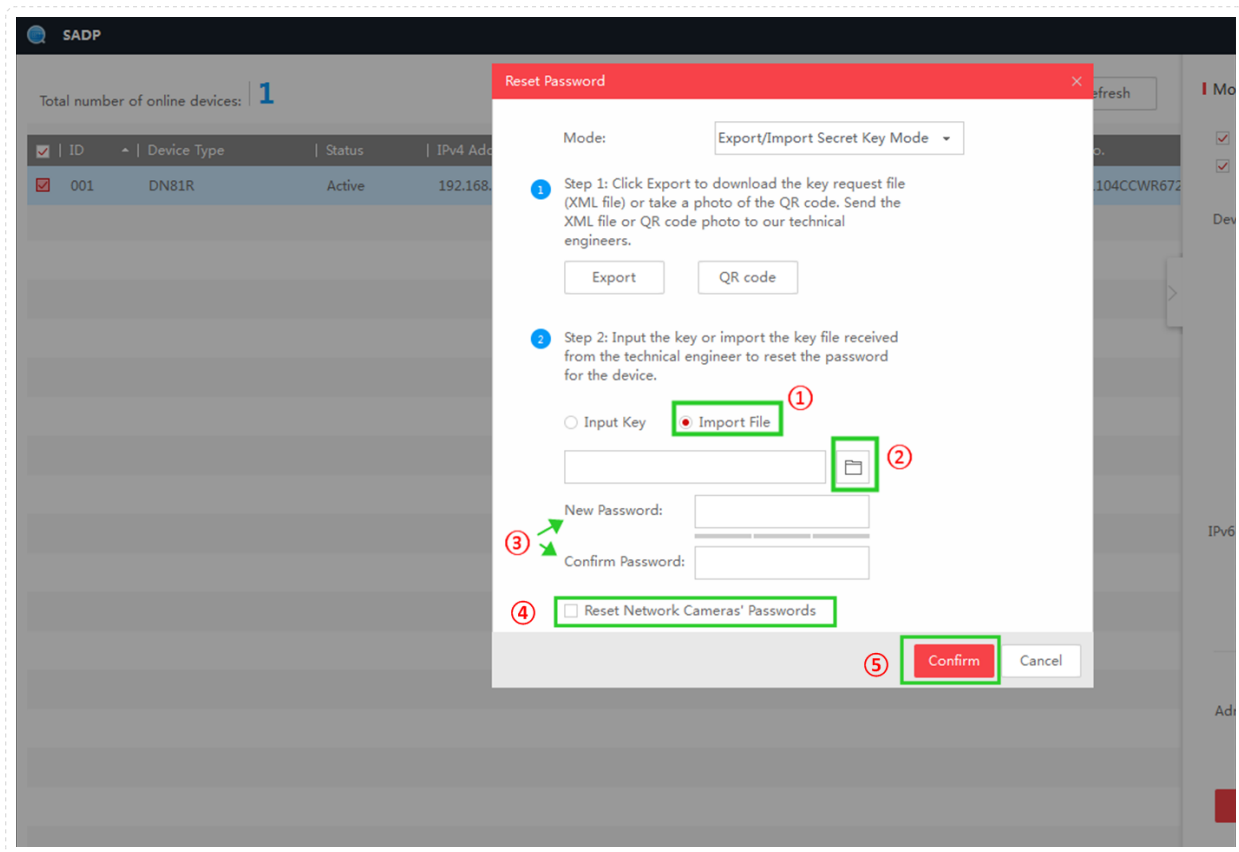 SADP
Reset Password
Total number of online devices: 1
ID Device Type Status IPv4
001 DN81R Active 192.168.
Mode: Export/Import Secret Key Mode
1 Step 1: Click Export to download the key request file
(XML file) or take a photo of the QR code. Send the
XML file or QR code photo to our technical
engineers.
Export QR code
2 Step 2: Input the key or import the key file received
from the technical engineer to reset the password
for the device.
①
Input Key Import File
②
New Password:
③
Confirm Password:
④ Reset Network Cameras' Passwords
⑤ Confirm Cancel
104CCWR672
IPv6